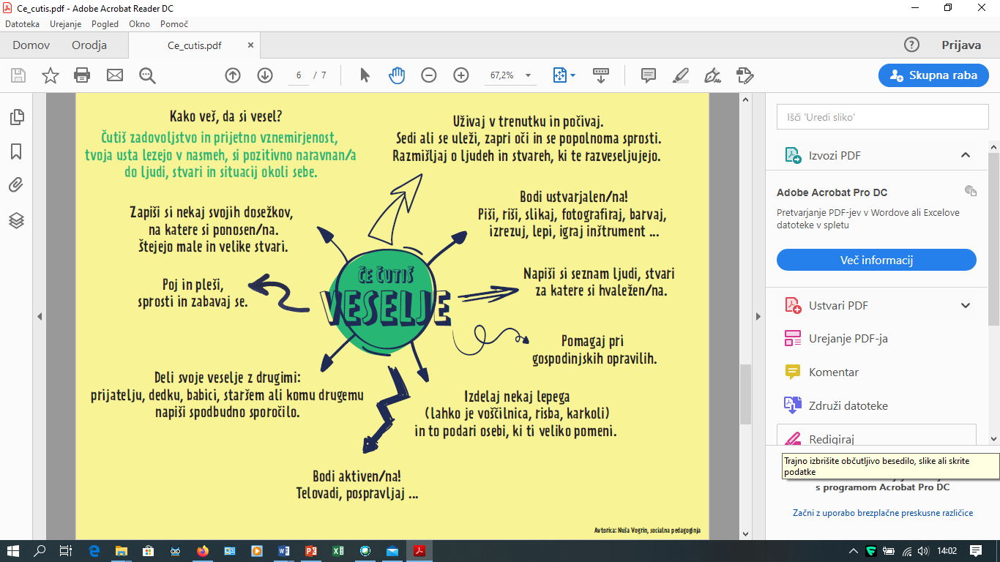 Ce_cutis.pdf - Adobe Acrobat Reader DC
Datoteka Urejanje Pogled Okno Pomoč
Domov Orodja Ce_cutis.pdf × ? Prijava
6 / 7 67,2% Skupna raba
Kako veš, da si vesel?
Čutiš zadovoljstvo in prijetno vznemirjenost,
tvoja usta lezejo v nasmeh, si pozitivno naravnan/a
do ljudi, stvari in situacij okoli sebe.
Uživaj v trenutku in počivaj.
Sedi ali se uleži, zapri oči in se popolnoma sprosti.
Razmišljaj o ljudeh in stvareh, ki te razveseljujejo.
Zapiši si nekaj svojih dosežkov,
na katere si ponosen/na.
Štejejo male in velike stvari.
Bodi ustvarjalen/na!
Piši, riši, slikaj, fotografiraj, barvaj,
izrezuj, lepi, igraj inštrument ...
Poj in pleši,
sprosti in zabavaj se.
ČE ČUTIŠ
VESELJE
Napiši si seznam ljudi, stvari
za katere si hvaležen/na.
Pomagaj pri
gospodinjskih opravilih.
Deli svoje veselje z drugimi:
prijatelju, dedku, babici, staršem ali komu drugemu
napiši spodbudno sporočilo.
Izdelaj nekaj lepega
(lahko je voščilnica, risba, karkoli)
in to podari osebi, ki ti veliko pomeni.
Bodi aktiven/na!
Telovadi, pospravljaj ...
Avtorica: Nuša Vogrin, socialna pedagoginja
Išči 'Uredi sliko'
Izvozi PDF
Adobe Acrobat Pro DC
Pretvarjanje PDF-jev v Wordove ali Excelove
datoteke v spletu
Več informacij
Ustvari PDF
Urejanje PDF-ja
Komentar
Združi datoteke
Redigiraj
Trajno izbrišite občutljivo besedilo, slike ali skrite
podatke
s programom Acrobat Pro DC
Začni z uporabo brezplačne preskusne različice
14:02